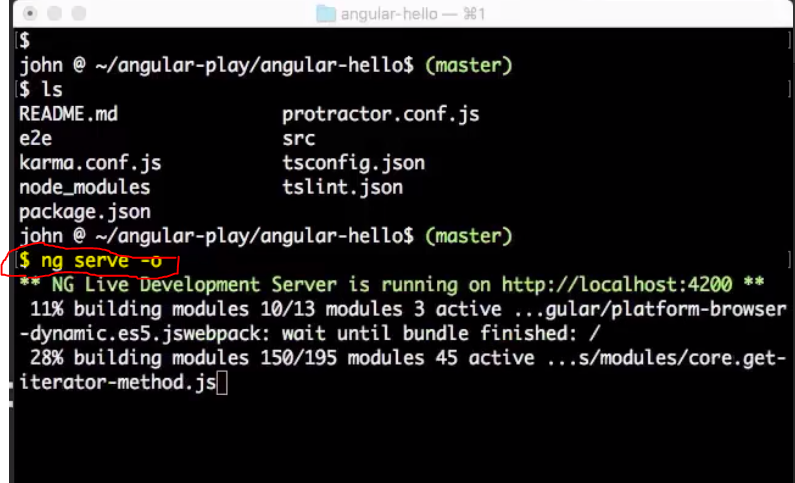 angular-hello — ⌘1
$
john @ ~/angular-play/angular-hello$ (master)
$ ls
README.md protractor.conf.js
e2e src
karma.conf.js tsconfig.json
node_modules tslint.json
package.json
john @ ~/angular-play/angular-hello$ (master)
$ ng serve -o
** NG Live Development Server is running on http://localhost:4200 **
11% building modules 10/13 modules 3 active ...gular/platform-browser
-dynamic.es5.jswebpack: wait until bundle finished: /
28% building modules 150/195 modules 45 active ...s/modules/core.get-
iterator-method.js